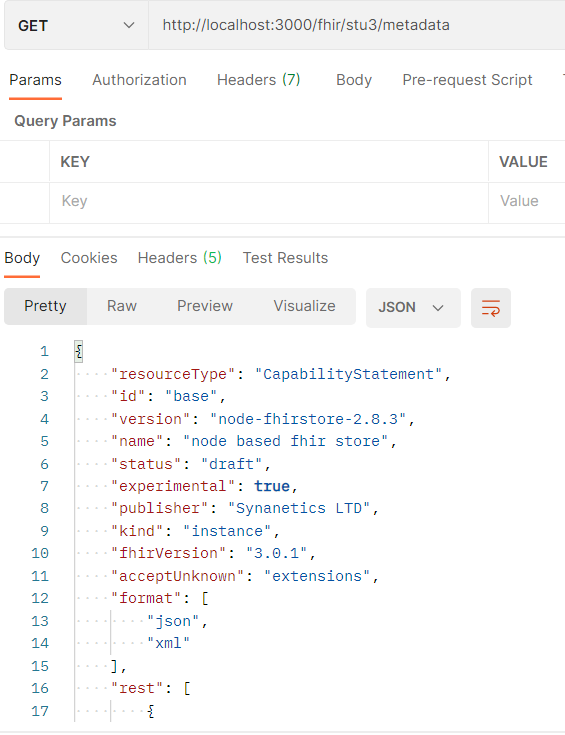 GET http://localhost:3000/fhir/stu3/metadata
Params Authorization Headers (7) Body Pre-request Script
Query Params
KEY VALUE
Key Value
Body Cookies Headers (5) Test Results
Pretty Raw Preview Visualize JSON
1 {
2 "resourceType": "CapabilityStatement",
3 "id": "base",
4 "version": "node-fhirstore-2.8.3",
5 "name": "node based fhir store",
6 "status": "draft",
7 "experimental": true,
8 "publisher": "Synanetics LTD",
9 "kind": "instance",
10 "fhirVersion": "3.0.1",
11 "acceptUnknown": "extensions",
12 "format": [
13 "json",
14 "xml"
15 ],
16 "rest": [
17 {